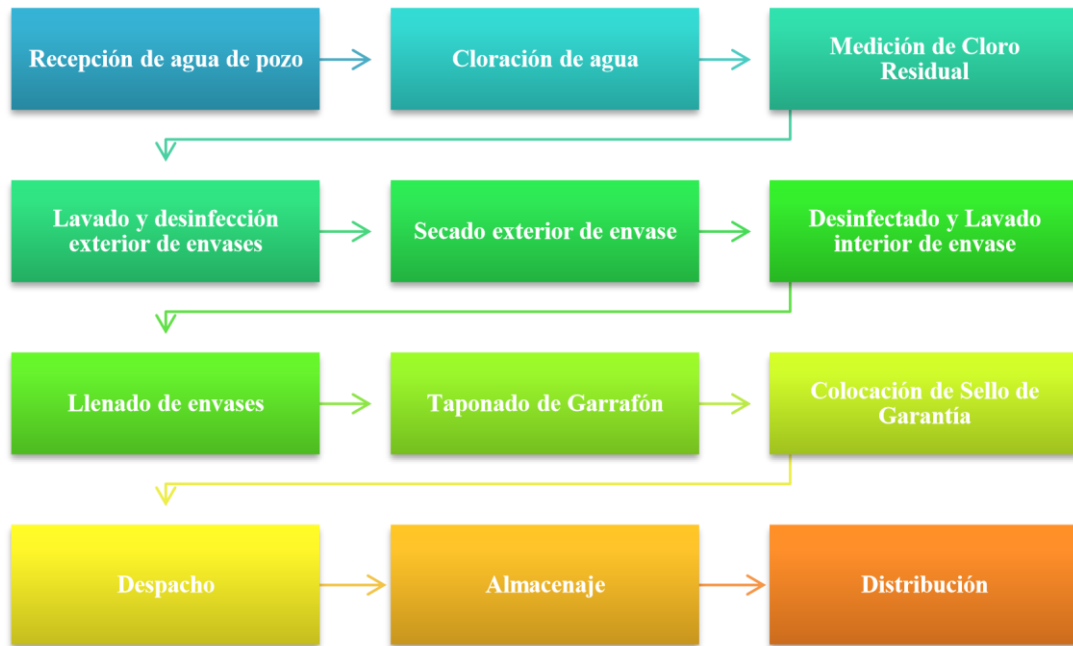 Recepción de agua de pozo
Cloración de agua
Medición de Cloro
Residual
Lavado y desinfección
exterior de envases
Secado exterior de envase
Desinfectado y Lavado
interior de envase
Llenado de envases
Taponado de Garrafón
Colocación de Sello de
Garantía
Despacho
Almacenaje
Distribución